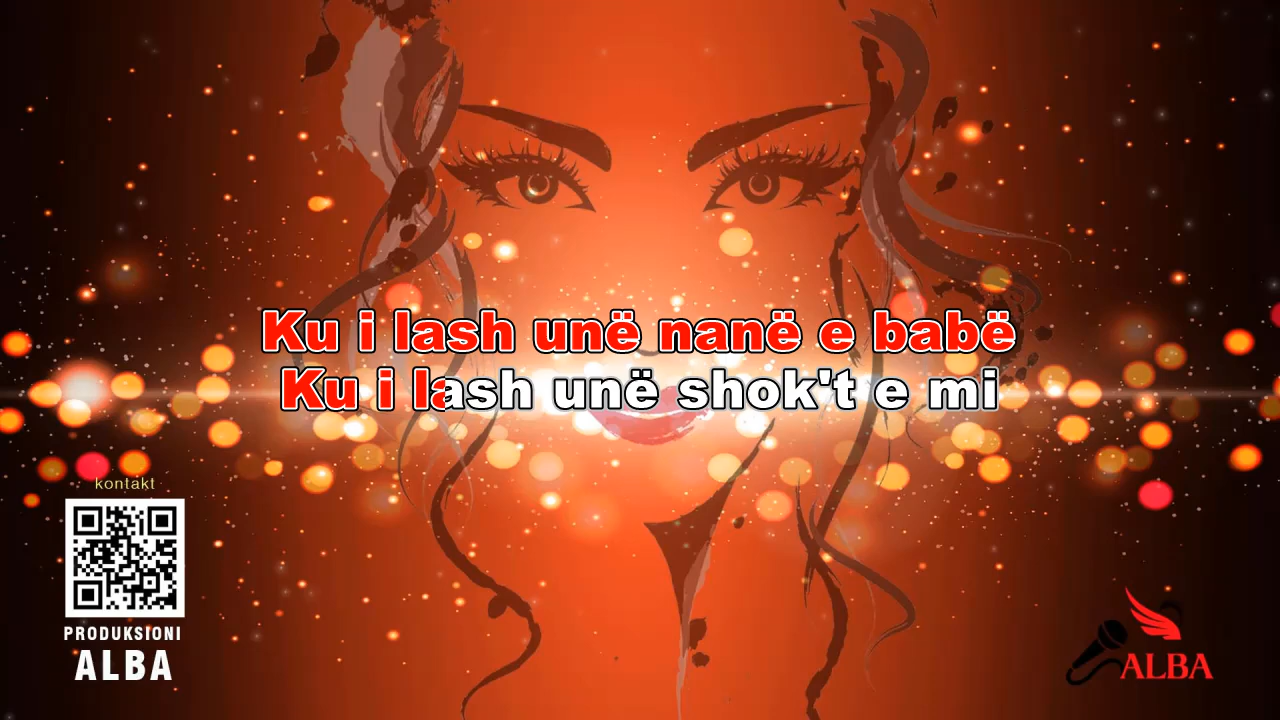 Ku i lash unë nanë e babë
Ku i lash unë shok't e mi
kontakt
PRODUKSIONI
ALBA
ALBA